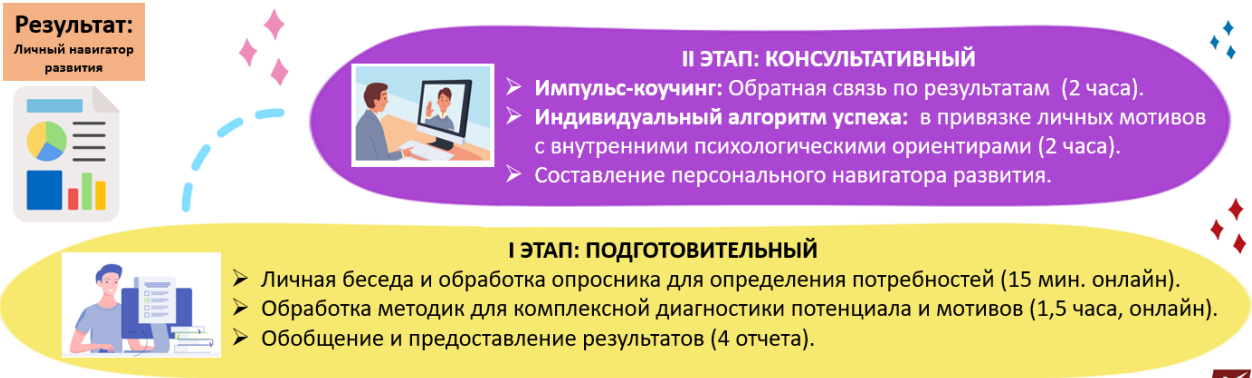 Результат:
Личный навигатор
развития
II ЭТАП: КОНСУЛЬТАТИВНЫЙ
➢ Импульс-коучинг: Обратная связь по результатам (2 часа).
➢ Индивидуальный алгоритм успеха: в привязке личных мотивов
с внутренними психологическими ориентирами (2 часа).
➢ Составление персонального навигатора развития.
I ЭТАП: ПОДГОТОВИТЕЛЬНЫЙ
➢ Личная беседа и обработка опросника для определения потребностей (15 мин. онлайн).
➢ Обработка методик для комплексной диагностики потенциала и мотивов (1,5 часа, онлайн).
➢ Обобщение и предоставление результатов (4 отчета).